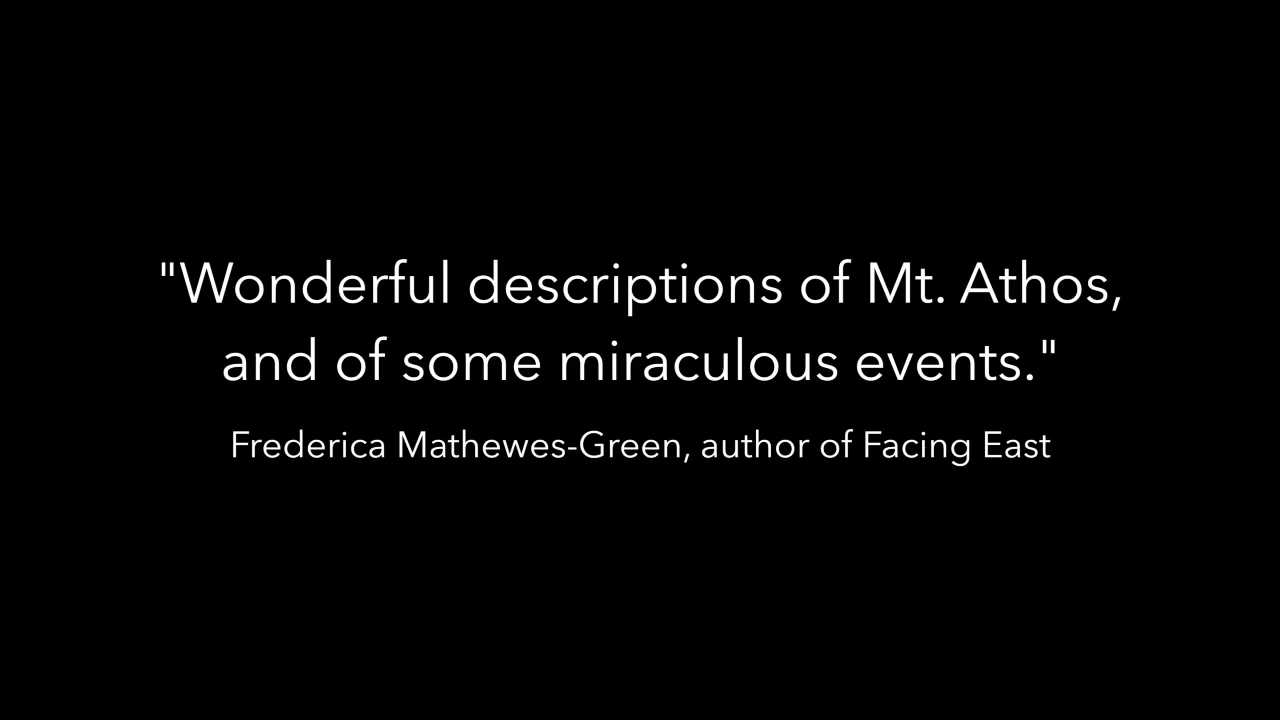 "Wonderful descriptions of Mt. Athos,
and of some miraculous events."
Frederica Mathewes-Green, author of Facing East